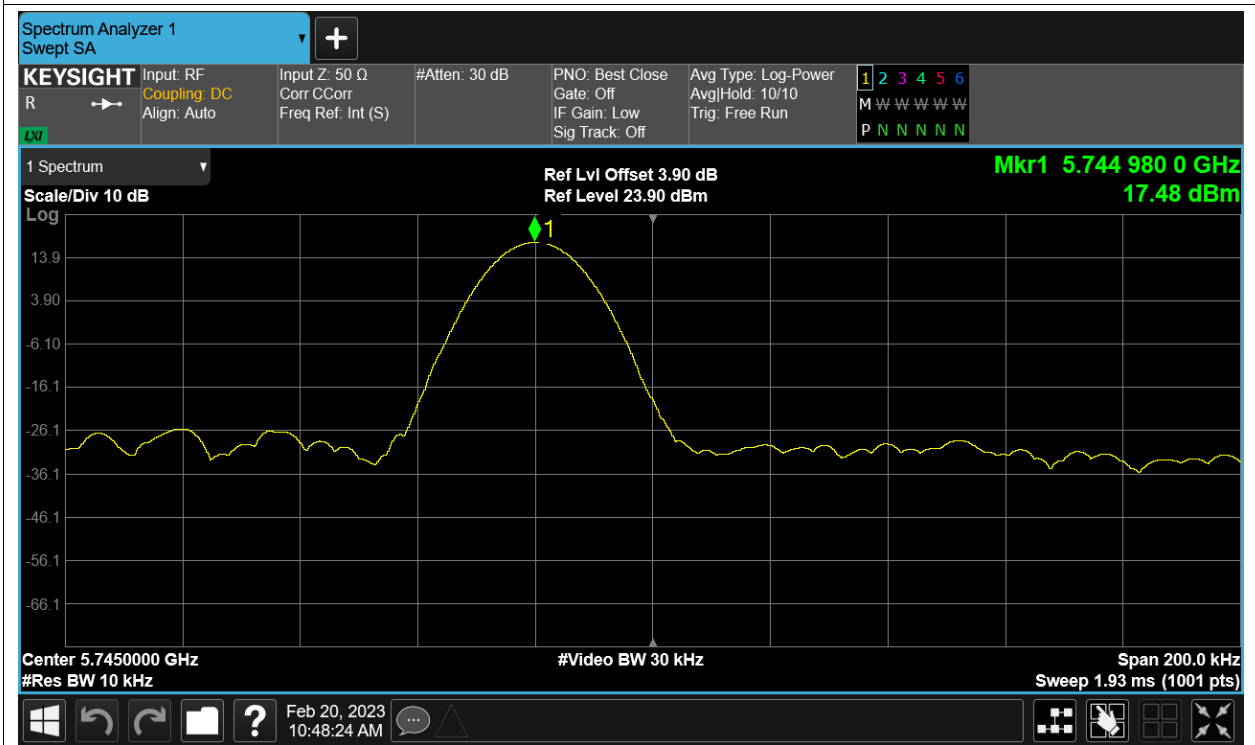 Spectrum Analyzer 1
Swept SA
KEYSIGHT
R
LXI
Input: RF
Coupling: DC
Align: Auto
Input Z: 50 Ω
Corr CCorr
Freq Ref: Int (S)
#Atten: 30 dB
PNO: Best Close
Gate: Off
IF Gain: Low
Sig Track: Off
Avg Type: Log-Power
Avg|Hold: 10/10
Trig: Free Run
1 2 3 4 5 6
M W W W W W
P N N N N N
1 Spectrum
Scale/Div 10 dB
Log
Ref Lvl Offset 3.90 dB
Ref Level 23.90 dBm
Mkr1 5.744 980 0 GHz
17.48 dBm
1
13.9
3.90
-6.10
-16.1
-26.1
-36.1
-46.1
-56.1
-66.1
Center 5.7450000 GHz
#Video BW 30 kHz
Span 200.0 kHz
#Res BW 10 kHz
Sweep 1.93 ms (1001 pts)
?
Feb 20, 2023
10:48:24 AM